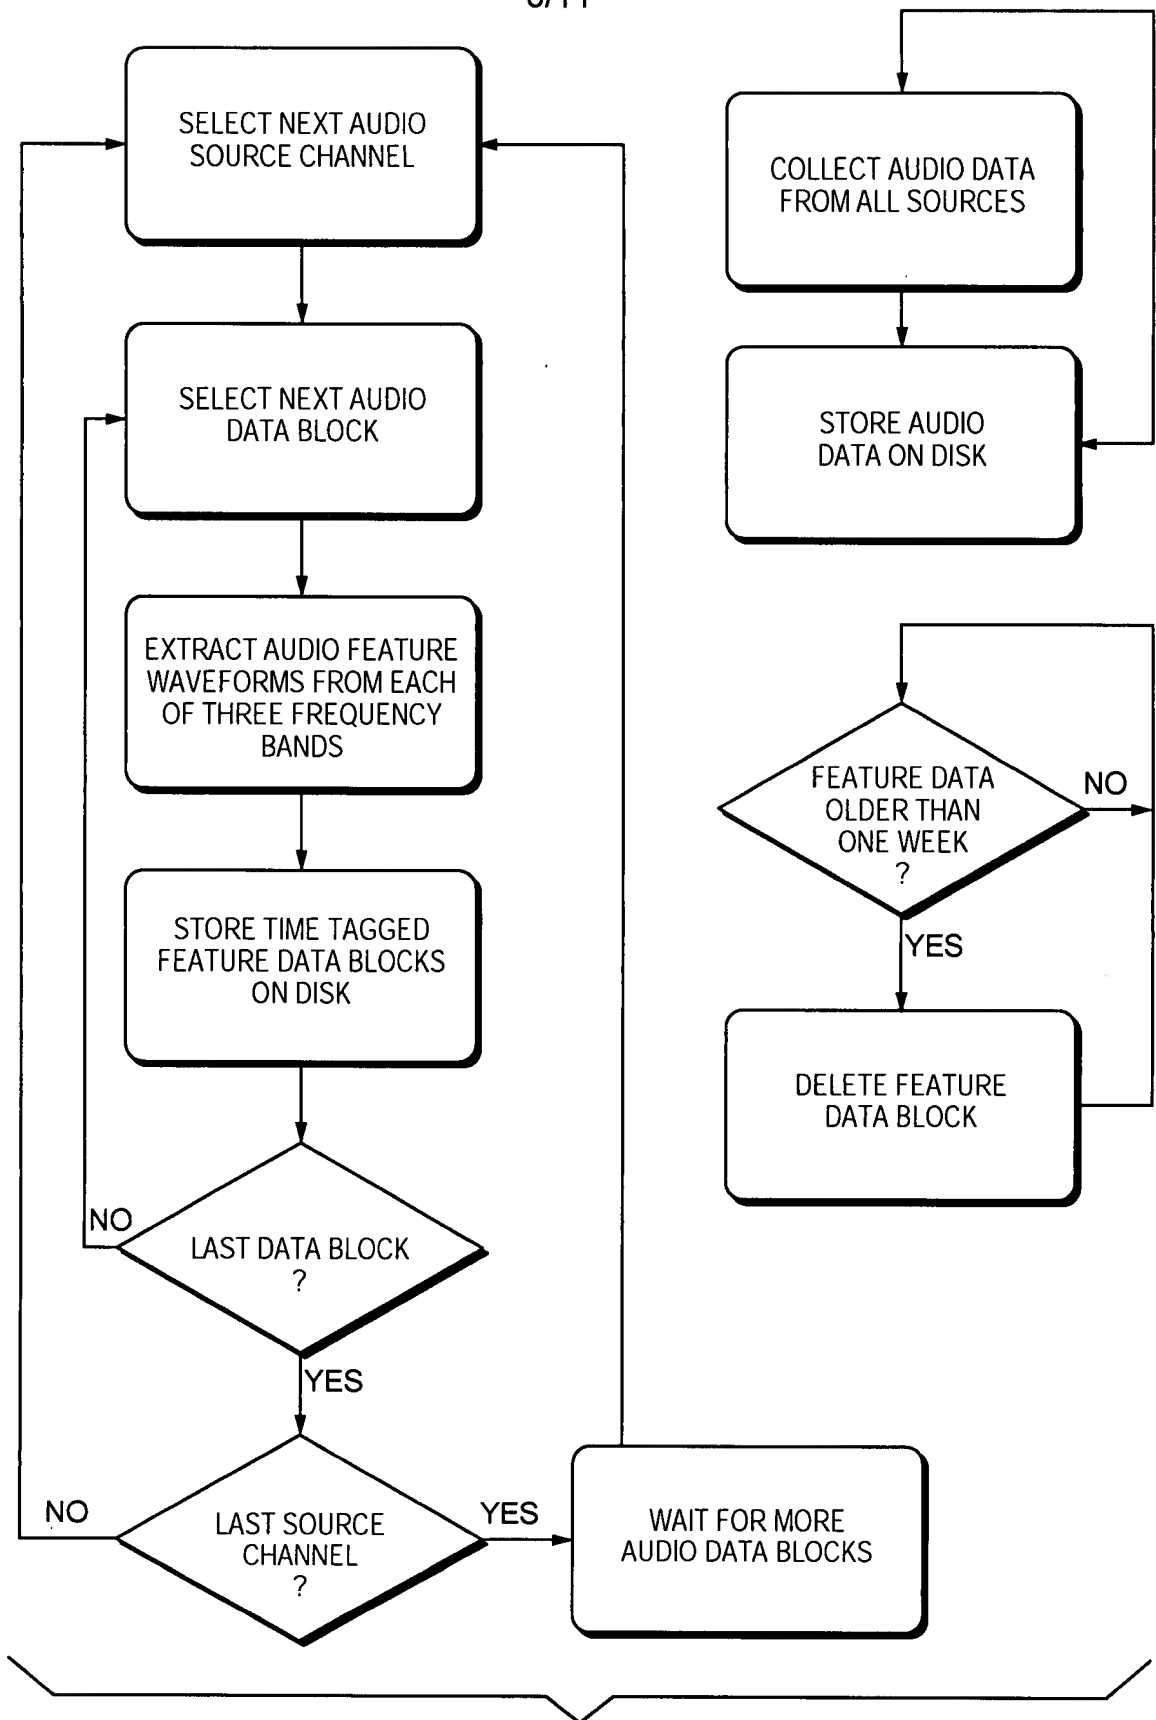 SELECT NEXT AUDIO
SOURCE CHANNEL
SELECT NEXT AUDIO
DATA BLOCK
EXTRACT AUDIO FEATURE
WAVEFORMS FROM EACH
OF THREE FREQUENCY
BANDS
STORE TIME TAGGED
FEATURE DATA BLOCKS
ON DISK
NO
LAST DATA BLOCK
?
YES
NO
LAST SOURCE
CHANNEL
?
YES
WAIT FOR MORE
AUDIO DATA BLOCKS
COLLECT AUDIO DATA
FROM ALL SOURCES
STORE AUDIO
DATA ON DISK
FEATURE DATA
OLDER THAN
ONE WEEK
?
NO
YES
DELETE FEATURE
DATA BLOCK